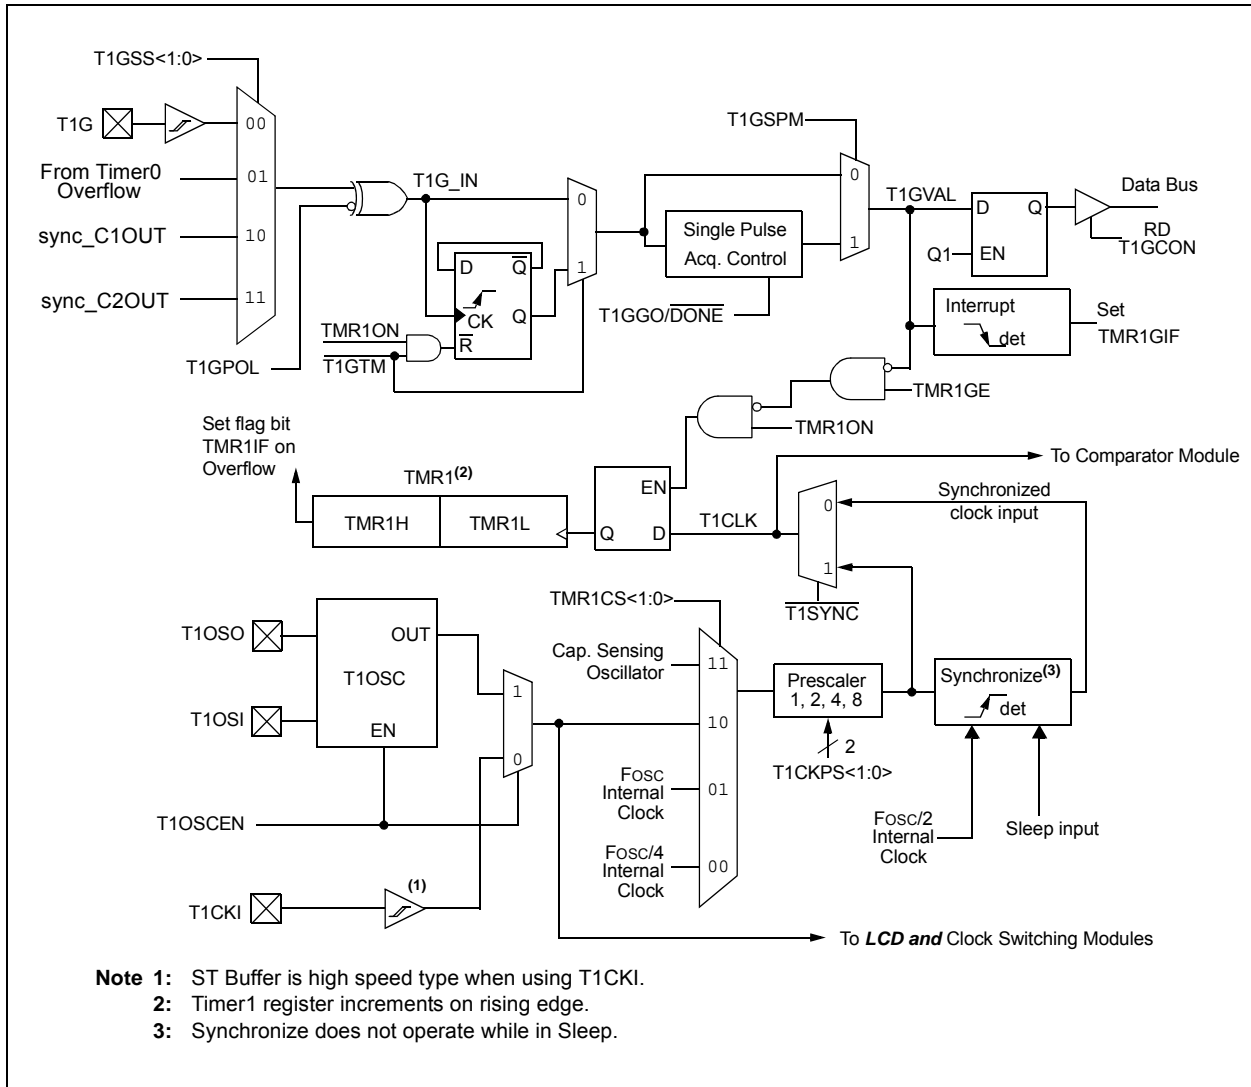 T1GSS<1:0>
T1G
00
From Timer0
Overflow
01
sync_C1OUT
10
sync_C2OUT
11
T1GPOL
T1G_IN
0
1
D
Q
CK
Q
R
TMR1ON
T1GTM
T1GSPM
0
1
Single Pulse
Acq. Control
T1GGO/DONE
T1GVAL
D
Q
Q1
EN
Data Bus
RD
T1GCON
Interrupt
det
Set
TMR1GIF
TMR1GE
TMR1ON
Set flag bit
TMR1IF on
Overflow
TMR1(2)
TMR1H
TMR1L
EN
Q
D
T1CLK
To Comparator Module
0
1
Synchronized
clock input
T1SYNC
TMR1CS<1:0>
T1OSO
OUT
T1OSC
T1OSI
EN
1
0
T1OSCEN
T1CKI
(1)
Cap. Sensing
Oscillator
11
10
FOSC
Internal
Clock
01
FOSC/4
Internal
Clock
00
Prescaler
1, 2, 4, 8
2
T1CKPS<1:0>
Synchronize(3)
det
FOSC/2
Internal
Clock
Sleep input
To LCD and Clock Switching Modules
Note 1: ST Buffer is high speed type when using T1CKI.
2: Timer1 register increments on rising edge.
3: Synchronize does not operate while in Sleep.